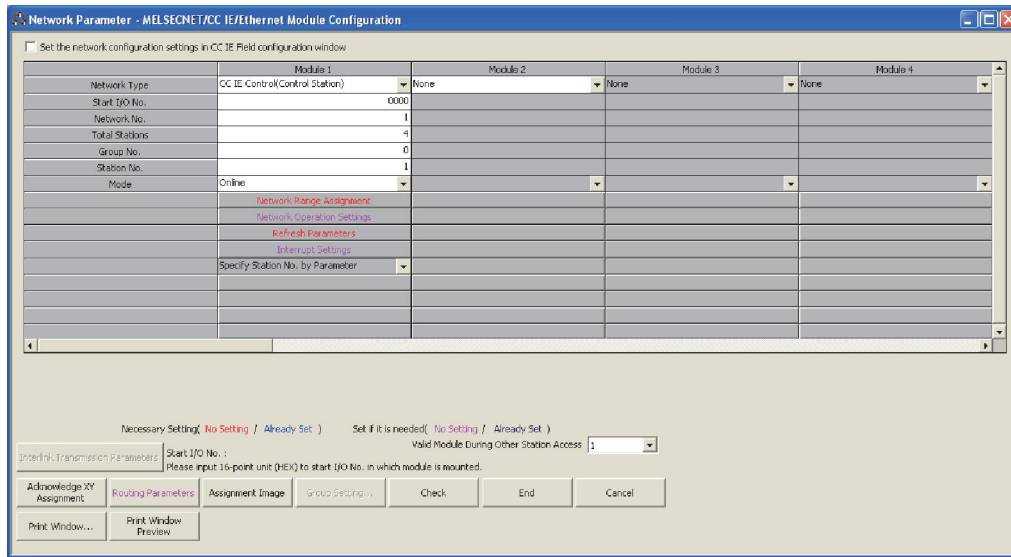 Network Parameter - MELSECNET/CC IE/Ethernet Module Configuration
Set the network configuration settings in CC IE Field configuration window
Module 1 Module 2 Module 3 Module 4
Network Type CC IE Control(Control Station) None None None
Start I/O No. 0000
Network No. 1
Total Stations 4
Group No. 0
Station No. 1
Mode Online
Network Range Assignment
Network Operation Settings
Refresh Parameters
Interrupt Settings
Specify Station No. by Parameter
Necessary Setting( No Setting / Already Set ) Set if it is needed( No Setting / Already Set )
Valid Module During Other Station Access 1
Interlink Transmission Parameters Start I/O No. :
Please input 16-point unit (HEX) to start I/O No. in which module is mounted.
Acknowledge XY Assignment Routing Parameters Assignment Image Group Setting... Check End Cancel
Print Window... Print Window Preview